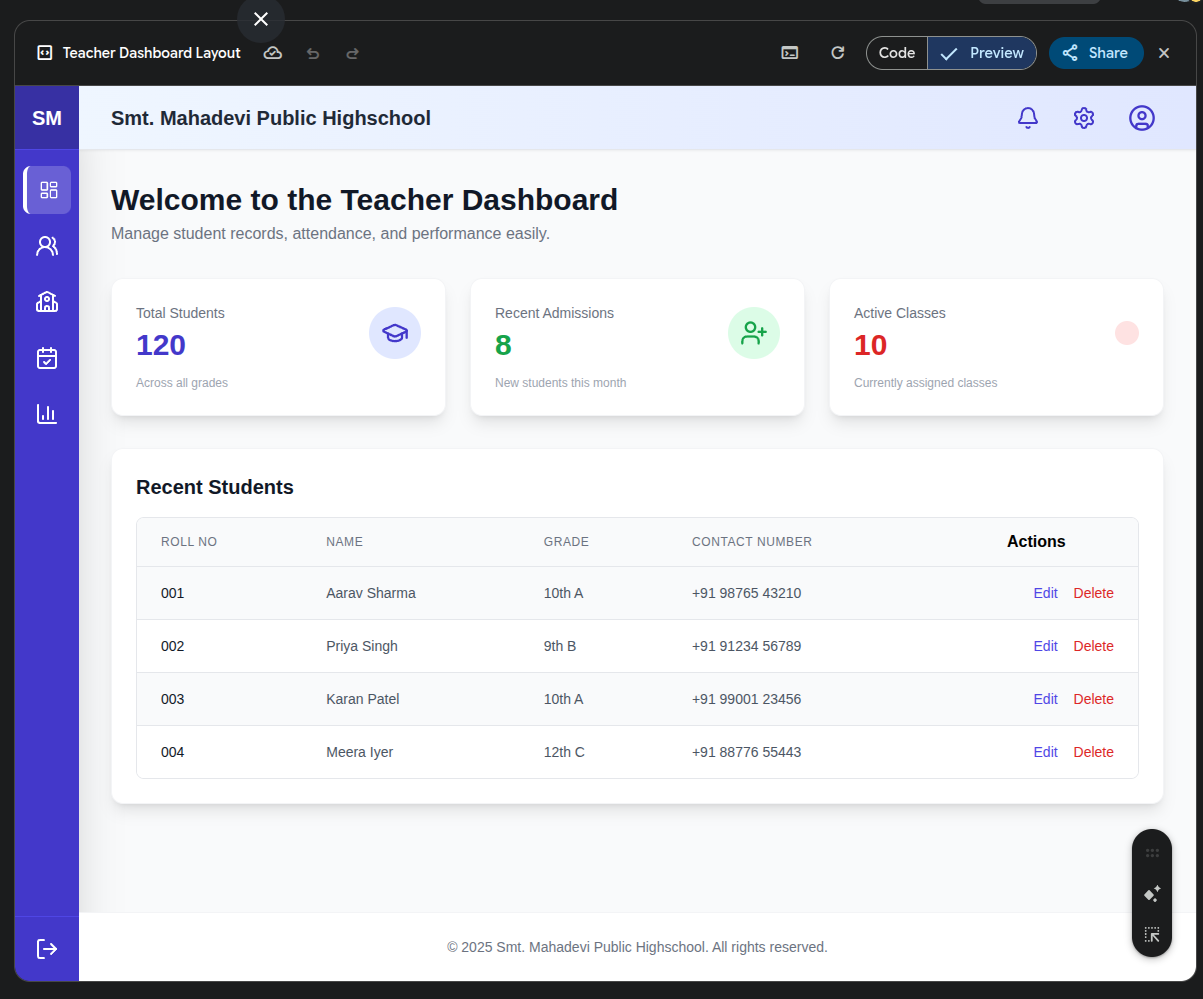 Teacher Dashboard Layout
Code
Preview
Share
SM
Smt. Mahadevi Public Highschool
Welcome to the Teacher Dashboard
Manage student records, attendance, and performance easily.
Total Students
120
Across all grades
Recent Admissions
8
New students this month
Active Classes
10
Currently assigned classes
Recent Students
ROLL NO NAME GRADE CONTACT NUMBER Actions
001 Aarav Sharma 10th A +91 98765 43210 Edit Delete
002 Priya Singh 9th B +91 91234 56789 Edit Delete
003 Karan Patel 10th A +91 99001 23456 Edit Delete
004 Meera Iyer 12th C +91 88776 55443 Edit Delete
© 2025 Smt. Mahadevi Public Highschool. All rights reserved.